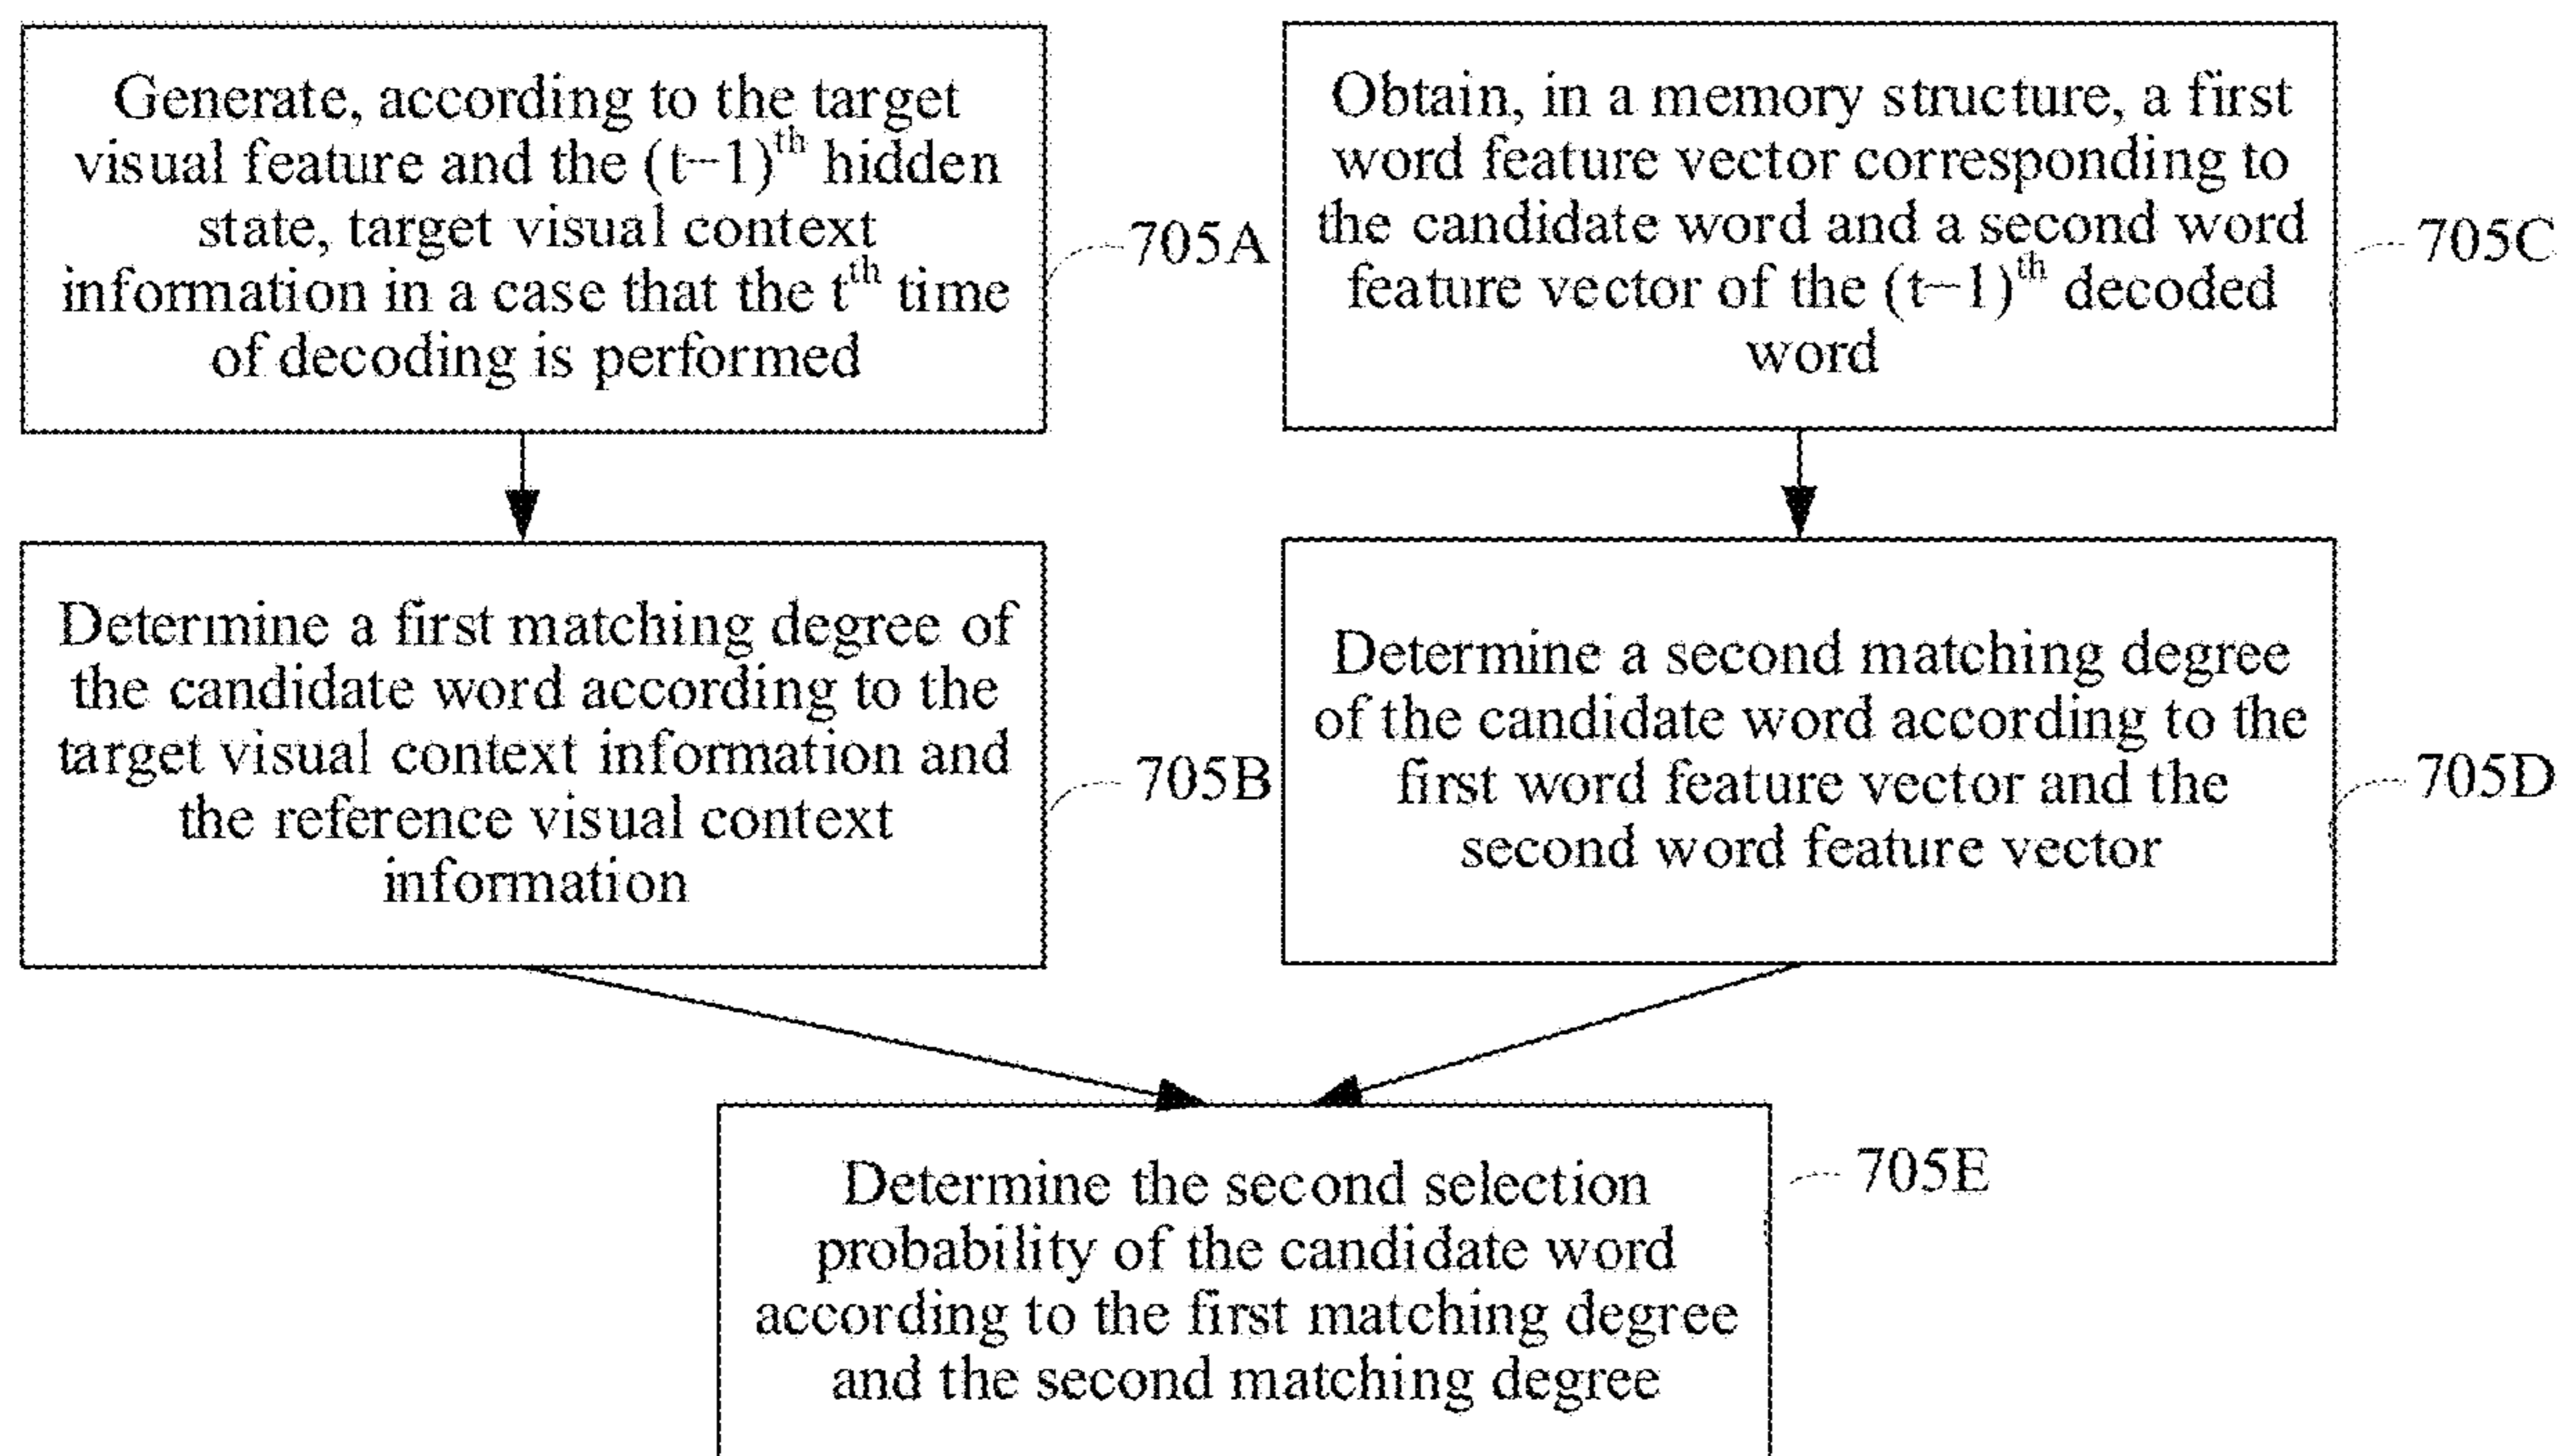 Generate, according to the target
visual feature and the (t−1)th hidden
state, target visual context
information in a case that the tth time
of decoding is performed
705A
Obtain, in a memory structure, a first
word feature vector corresponding to
the candidate word and a second word
feature vector of the (t−1)th decoded
word
705C
Determine a first matching degree of
the candidate word according to the
target visual context information and
the reference visual context
information
705B
Determine a second matching degree
of the candidate word according to the
first word feature vector and the
second word feature vector
705D
Determine the second selection
probability of the candidate word
according to the first matching degree
and the second matching degree
705E